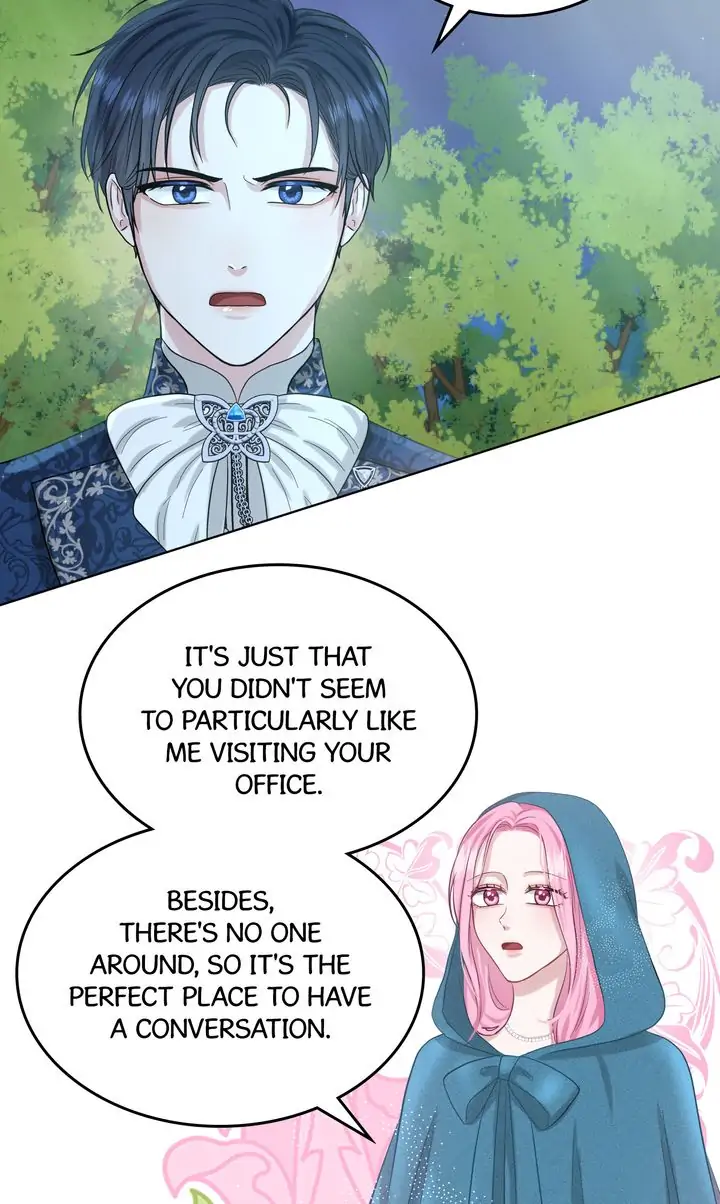 IT'S JUST THAT
YOU DIDN'T SEEM
TO PARTICULARLY LIKE
ME VISITING YOUR
OFFICE.
BESIDES,
THERE'S NO ONE
AROUND, SO IT'S THE
PERFECT PLACE TO HAVE
A CONVERSATION.